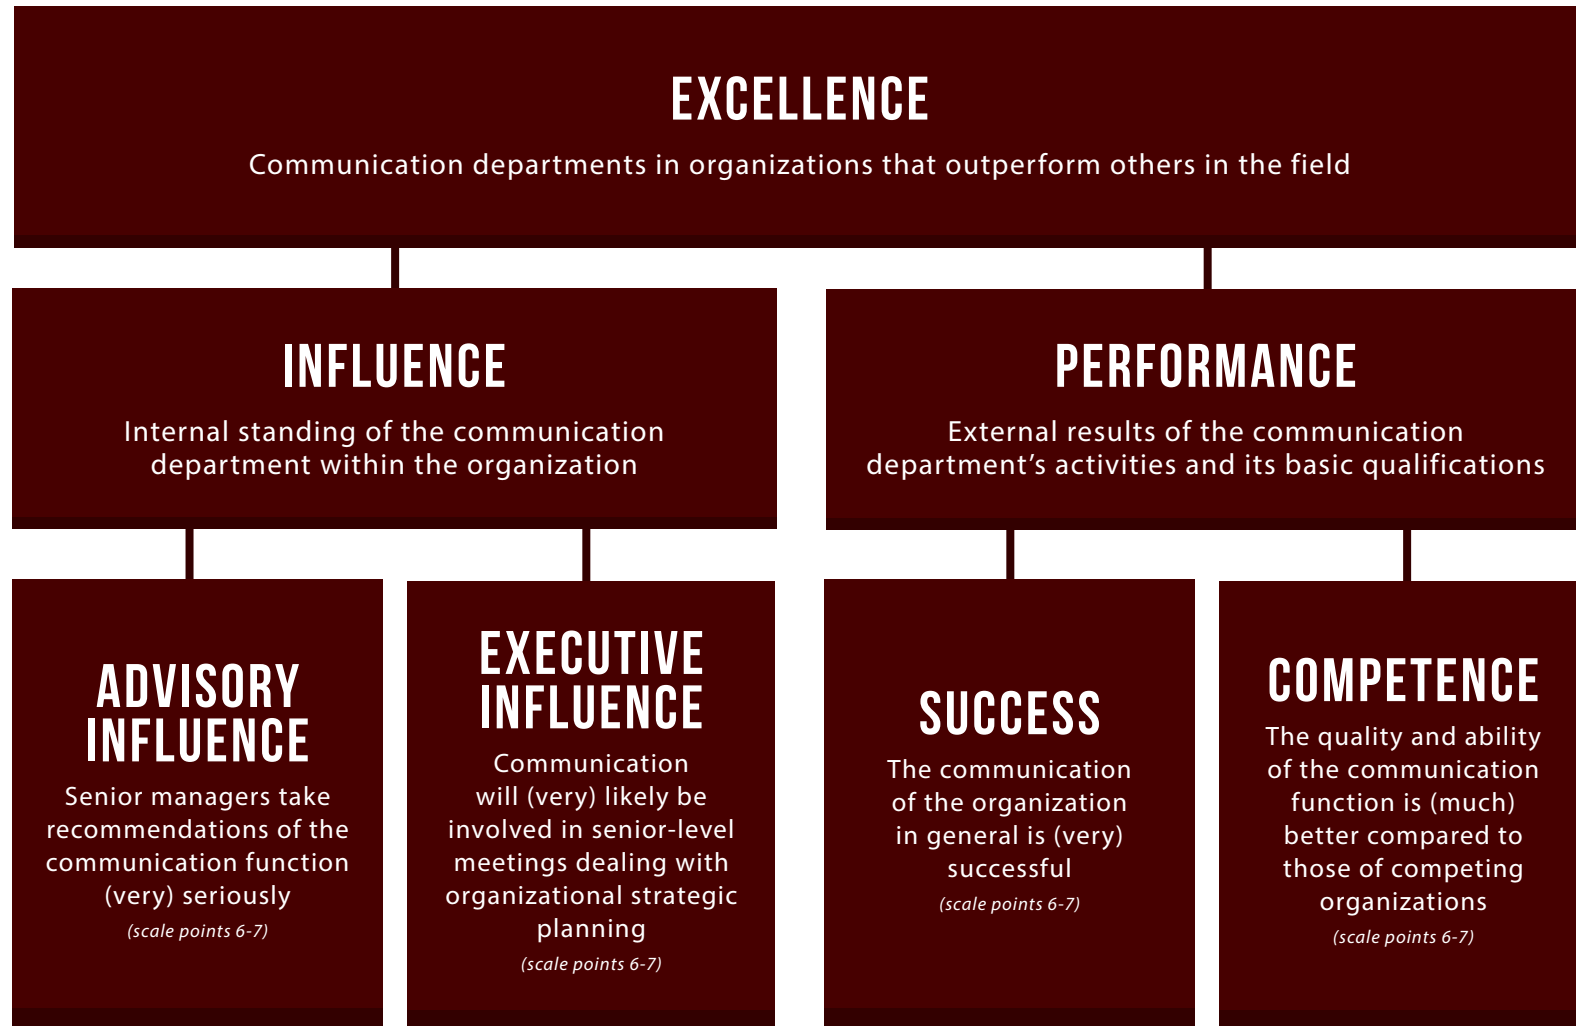 EXCELLENCE
Communication departments in organizations that outperform others in the field
INFLUENCE
Internal standing of the communication
department within the organization
PERFORMANCE
External results of the communication
department’s activities and its basic qualifications
ADVISORY
INFLUENCE
Senior managers take
recommendations of the
communication function
(very) seriously
(scale points 6-7)
EXECUTIVE
INFLUENCE
Communication
will (very) likely be
involved in senior-level
meetings dealing with
organizational strategic
planning
(scale points 6-7)
SUCCESS
The communication
of the organization
in general is (very)
successful
(scale points 6-7)
COMPETENCE
The quality and ability
of the communication
function is (much)
better compared to
those of competing
organizations
(scale points 6-7)